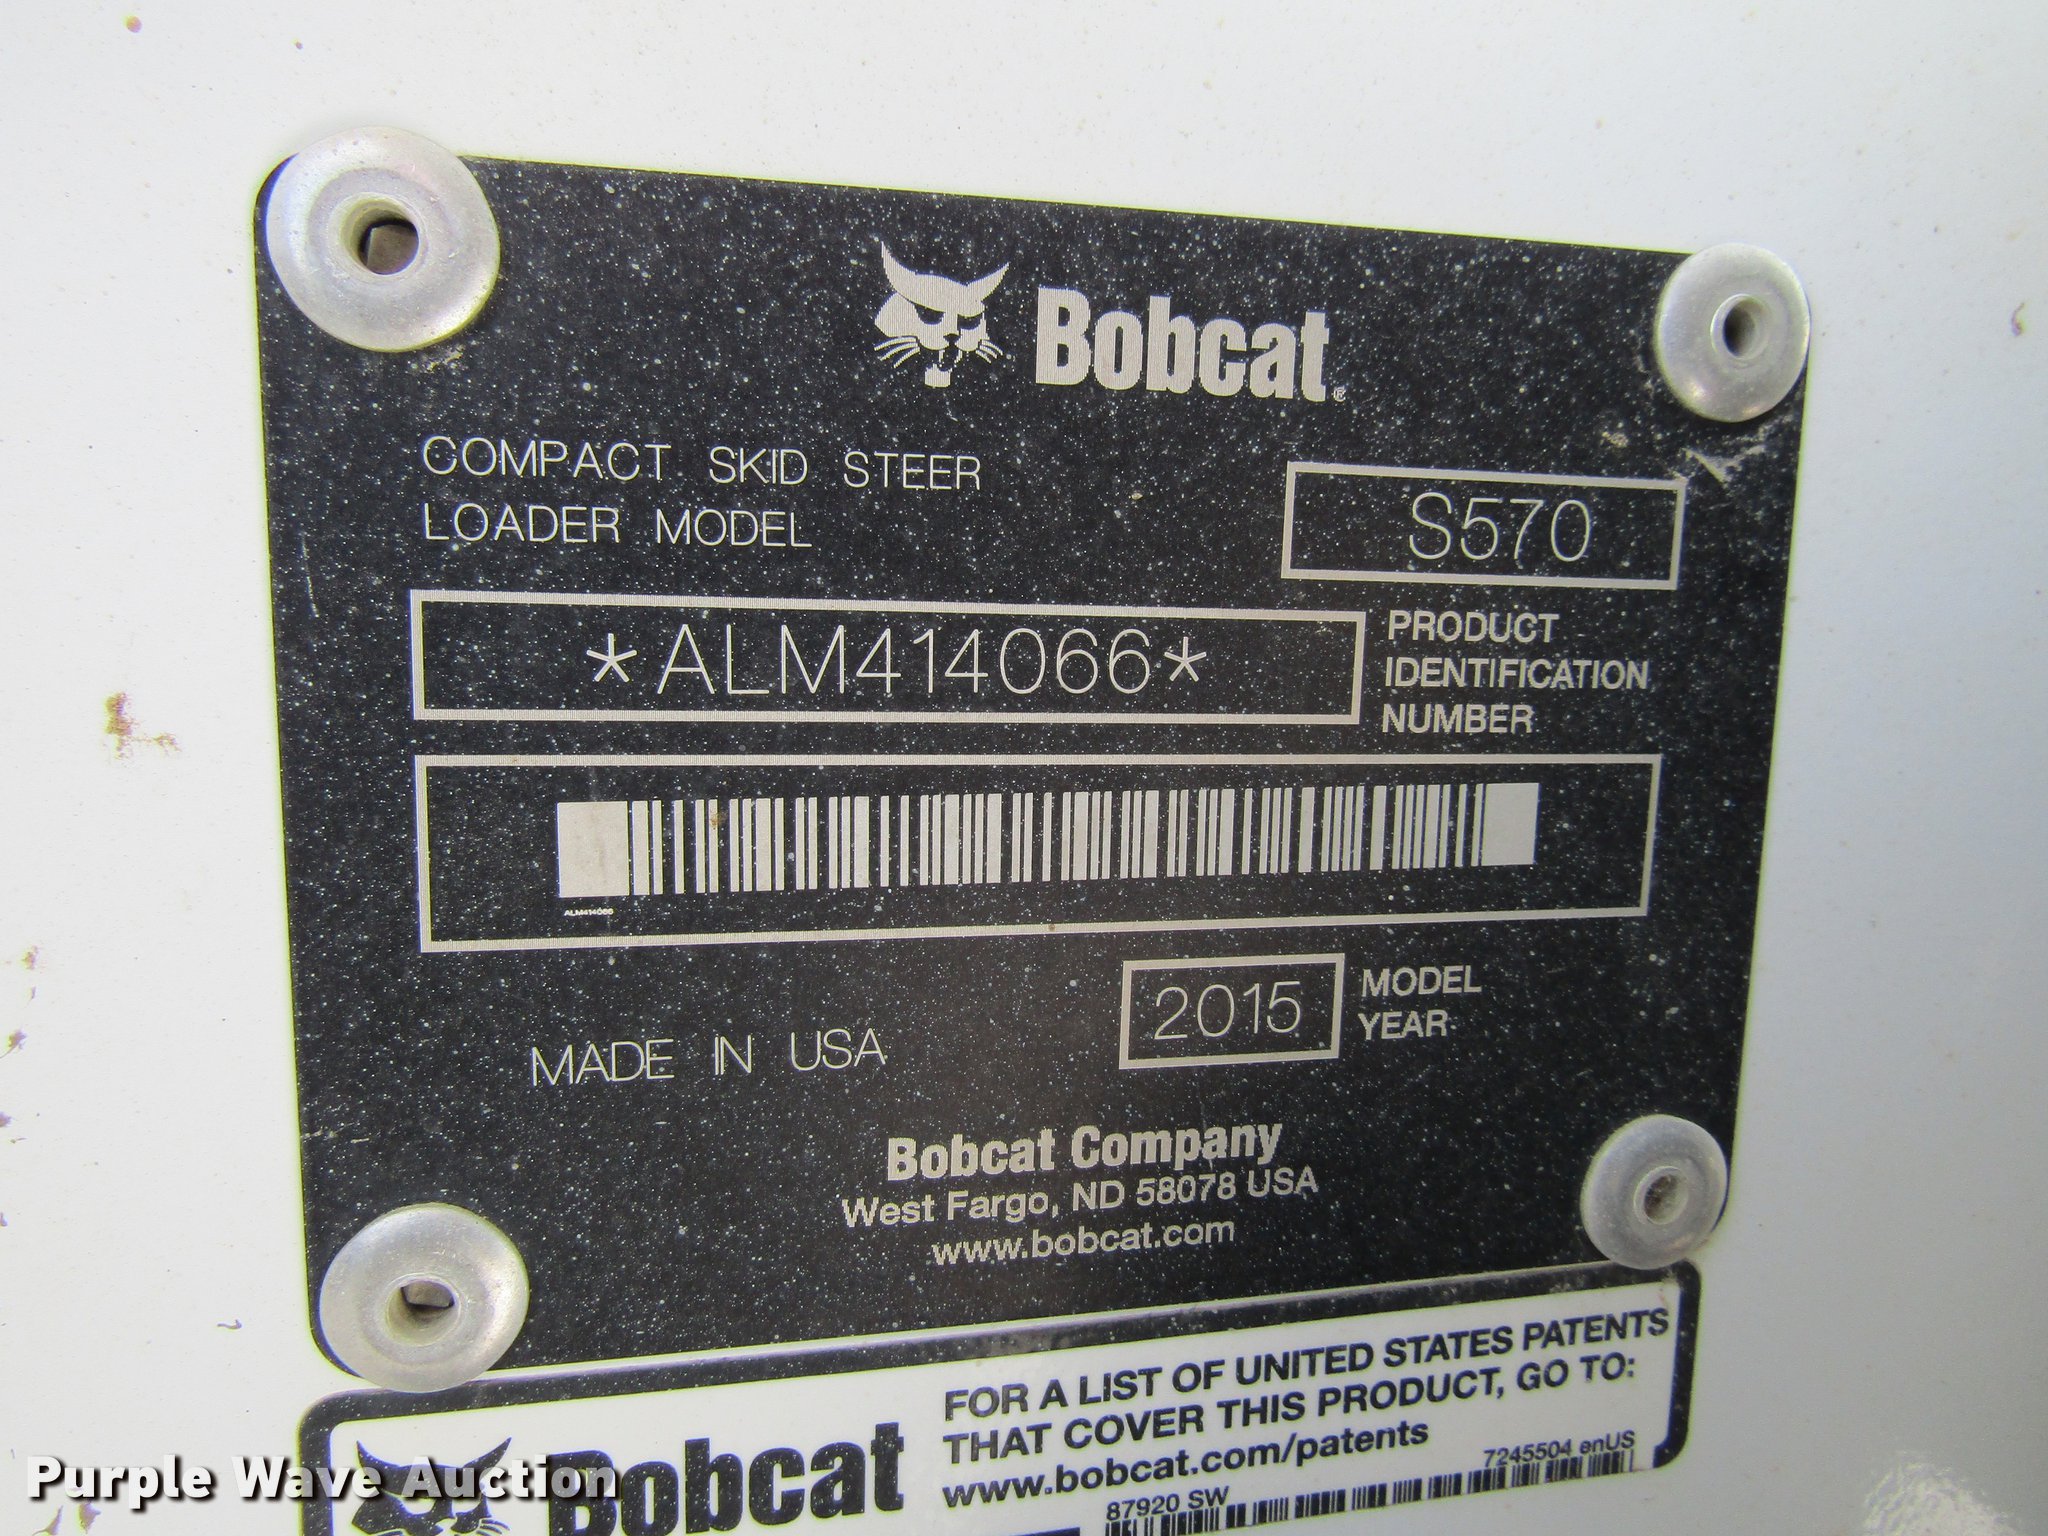 Bobcat®
COMPACT SKID STEER
LOADER MODEL
S570
*ALM414066*
PRODUCT
IDENTIFICATION
NUMBER
ALM414066
MADE IN USA
2015
MODEL
YEAR
Bobcat Company
West Fargo, ND 58078 USA
www.bobcat.com
Bobcat
FOR A LIST OF UNITED STATES PATENTS
THAT COVER THIS PRODUCT, GO TO:
www.bobcat.com/patents
7245504 enUS
87920 SW
Purple Wave Auction